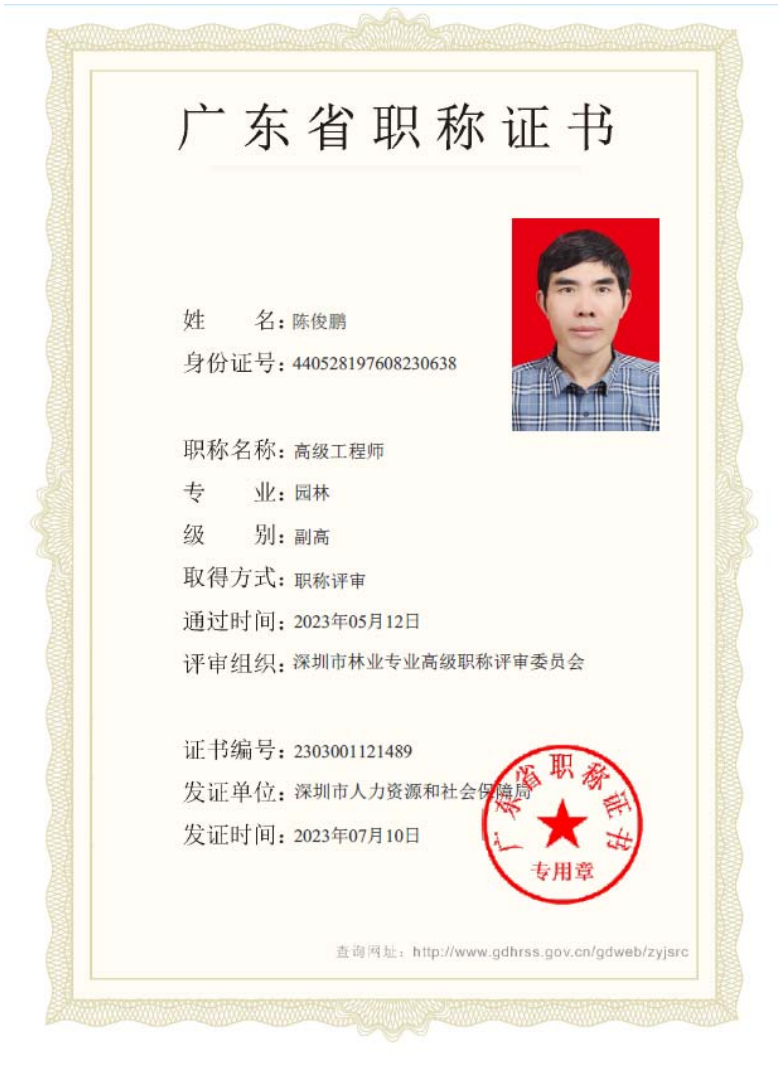 广东省职称证书
姓 名：陈俊鹏
身份证号：440528197608230638
职称名称：高级工程师
专 业：园林
级 别：副高
取得方式：职称评审
通过时间：2023年05月12日
评审组织：深圳市林业专业高级职称评审委员会
证书编号：2303001121489
发证单位：深圳市人力资源和社会保障局
发证时间：2023年07月10日
广东省职称证书
专用章
查询网址：http://www.gdhrss.gov.cn/gdweb/zyjsrc